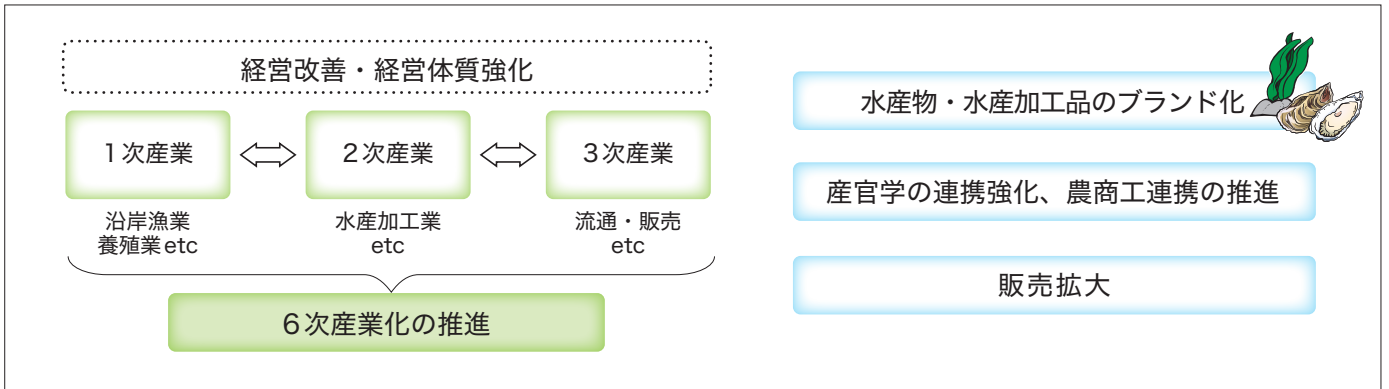 経営改善・経営体質強化
1次産業
2次産業
3次産業
沿岸漁業
養殖業etc
水産加工業
etc
流通・販売
etc
6次産業化の推進
水産物・水産加工品のブランド化
産官学の連携強化、農商工連携の推進
販売拡大